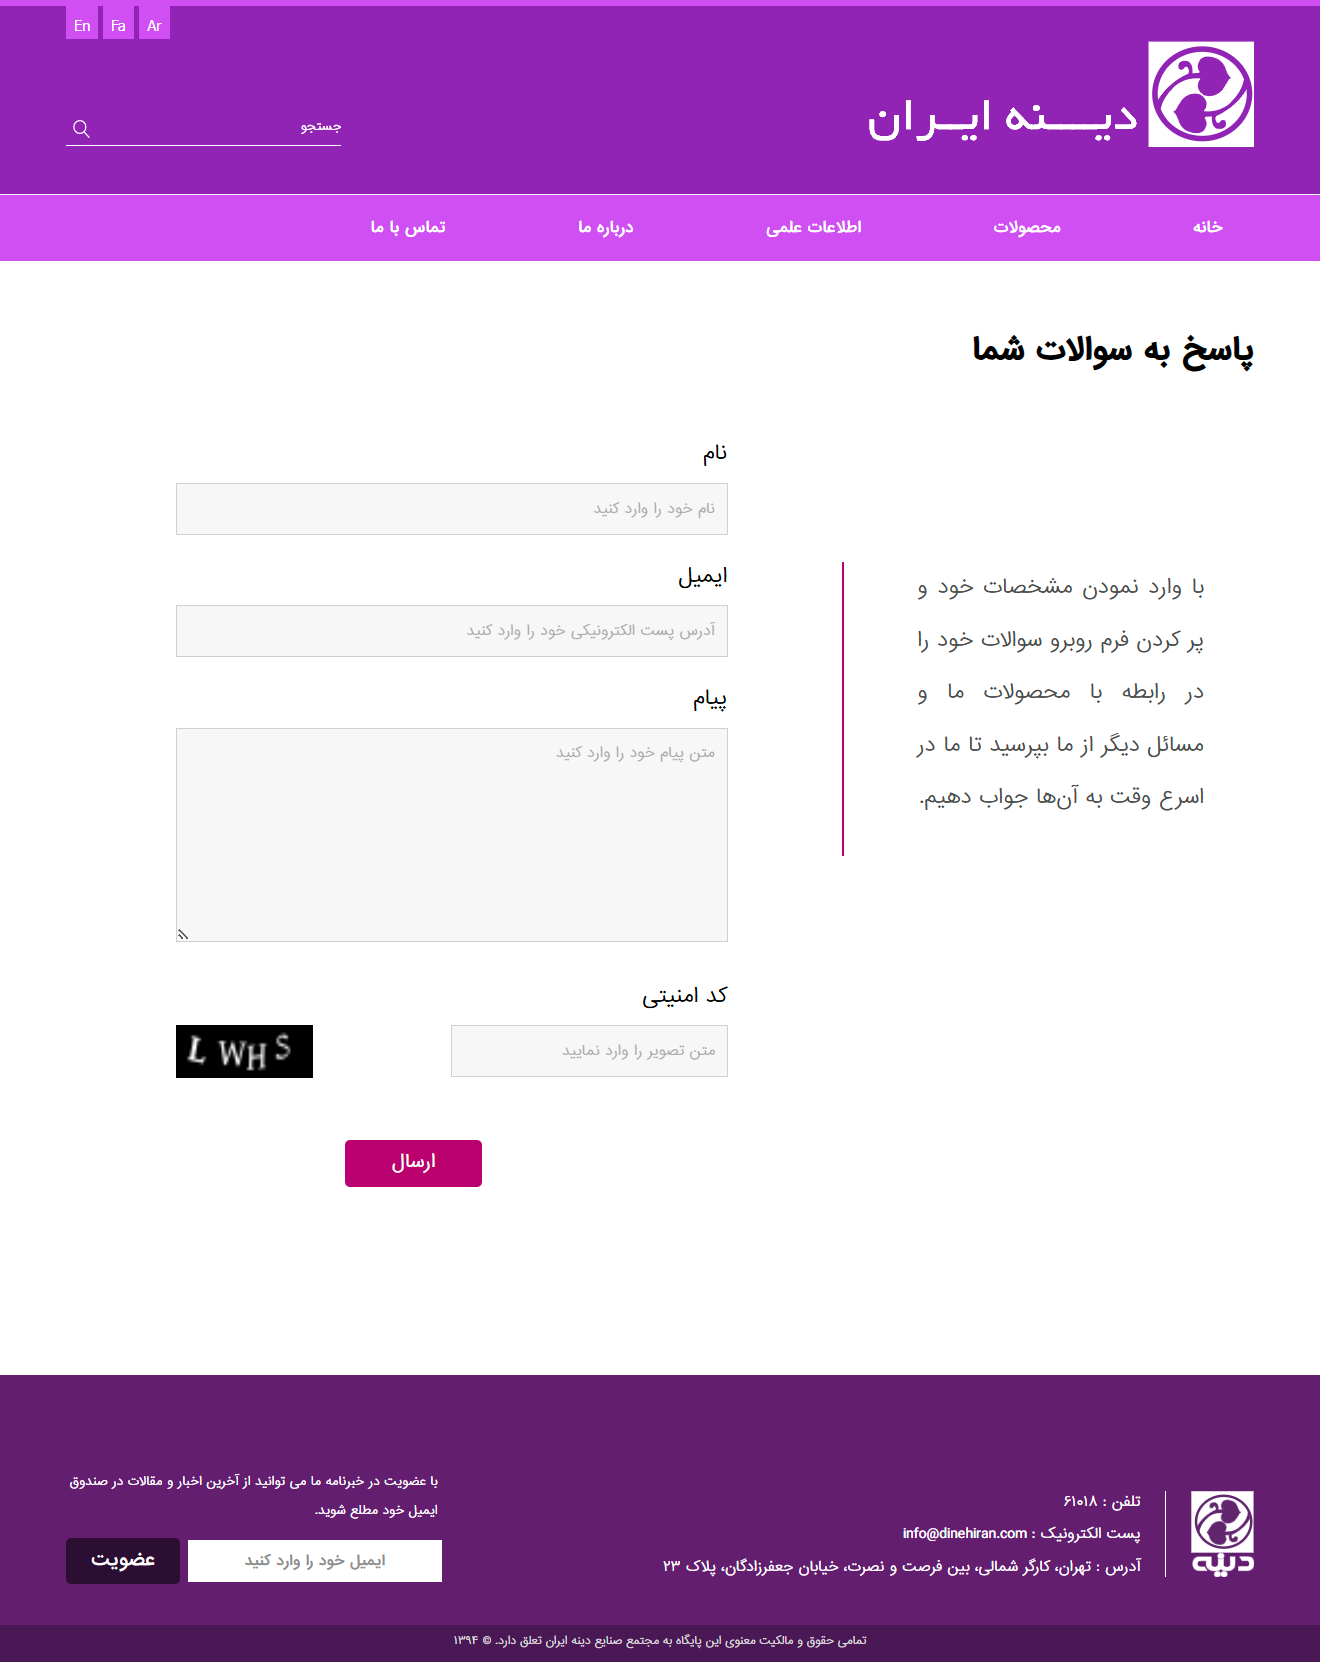 En Fa Ar
دینه ایران
جستجو
خانه
محصولات
اطلاعات علمی
درباره ما
تماس با ما
پاسخ به سوالات شما
با وارد نمودن مشخصات خود و
پر کردن فرم روبرو سوالات خود را
در رابطه با محصولات ما و
مسائل دیگر از ما بپرسید تا ما در
اسرع وقت به آن‌ها جواب دهیم.
نام
نام خود را وارد کنید
ایمیل
آدرس پست الکترونیکی خود را وارد کنید
پیام
متن پیام خود را وارد کنید
کد امنیتی
متن تصویر را وارد نمایید
L W H S
ارسال
دینه
تلفن : ۶۱۰۱۸
پست الکترونیک : info@dinehiran.com
آدرس : تهران، کارگر شمالی، بین فرصت و نصرت، خیابان جعفرزادگان، پلاک ۲۳
با عضویت در خبرنامه ما می توانید از آخرین اخبار و مقالات در صندوق
ایمیل خود مطلع شوید.
ایمیل خود را وارد کنید
عضویت
تمامی حقوق و مالکیت معنوی این پایگاه به مجتمع صنایع دینه ایران تعلق دارد. © ۱۳۹۴